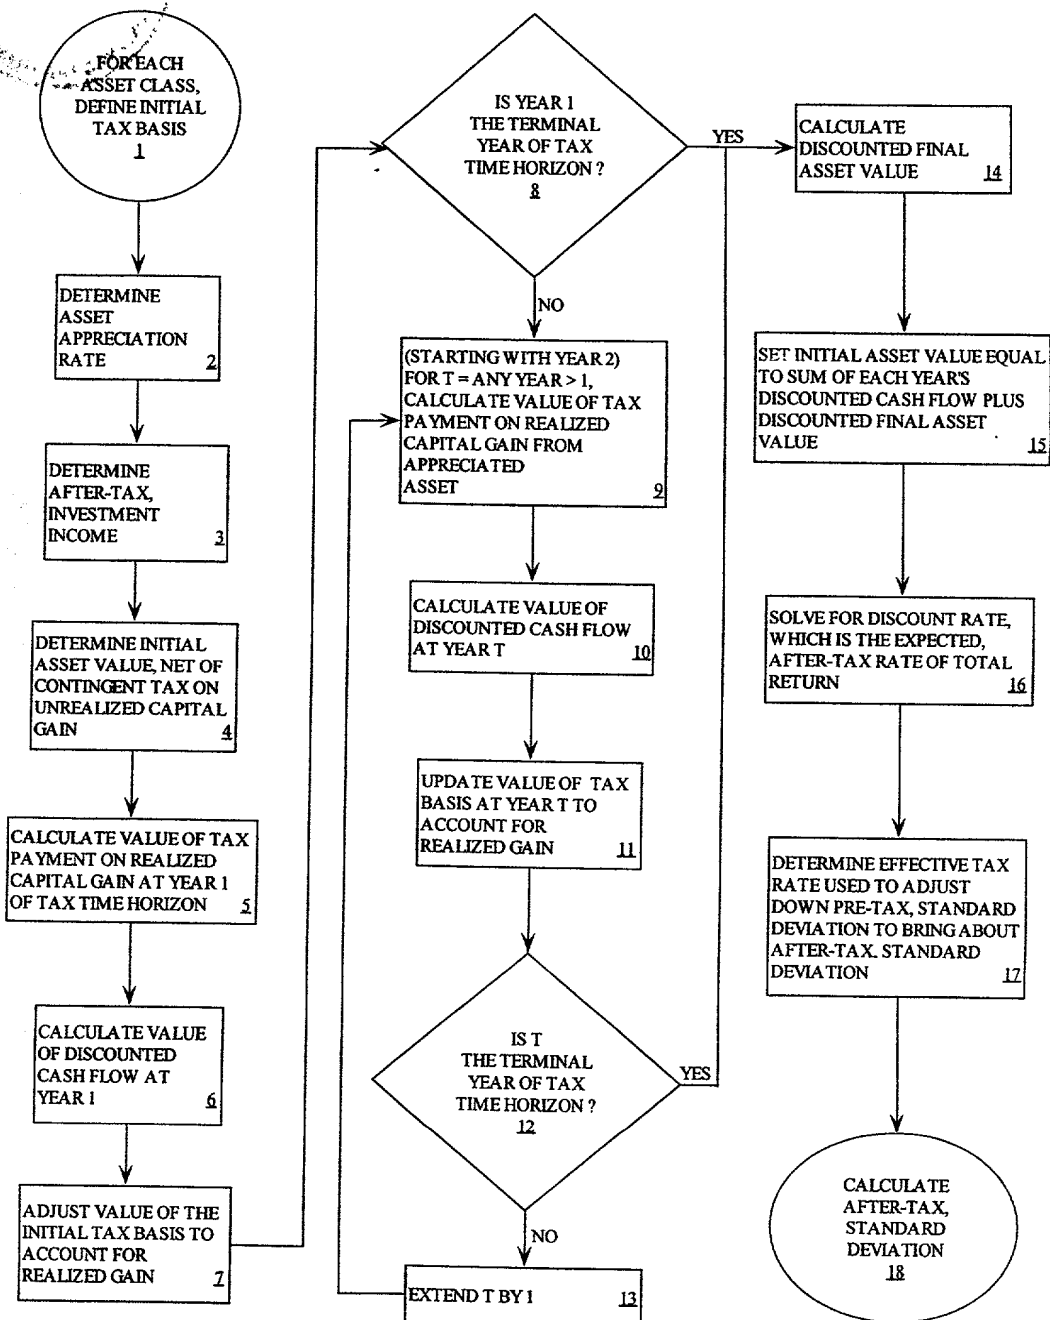 FOR EACH
ASSET CLASS,
DEFINE INITIAL
TAX BASIS
1
DETERMINE
ASSET
APPRECIATION
RATE 2
DETERMINE
AFTER-TAX,
INVESTMENT
INCOME 3
DETERMINE INITIAL
ASSET VALUE, NET OF
CONTINGENT TAX ON
UNREALIZED CAPITAL
GAIN 4
CALCULATE VALUE OF TAX
PAYMENT ON REALIZED
CAPITAL GAIN AT YEAR 1
OF TAX TIME HORIZON 5
CALCULATE VALUE
OF DISCOUNTED
CASH FLOW AT
YEAR 1 6
ADJUST VALUE OF THE
INITIAL TAX BASIS TO
ACCOUNT FOR
REALIZED GAIN 7
IS YEAR 1
THE TERMINAL
YEAR OF TAX
TIME HORIZON ?
8
YES
NO
(STARTING WITH YEAR 2)
FOR T = ANY YEAR > 1,
CALCULATE VALUE OF TAX
PAYMENT ON REALIZED
CAPITAL GAIN FROM
APPRECIATED
ASSET 9
CALCULATE VALUE OF
DISCOUNTED CASH FLOW
AT YEAR T 10
UPDATE VALUE OF TAX
BASIS AT YEAR T TO
ACCOUNT FOR
REALIZED GAIN 11
IS T
THE TERMINAL
YEAR OF TAX
TIME HORIZON ?
12
YES
NO
EXTEND T BY 1 13
CALCULATE
DISCOUNTED FINAL
ASSET VALUE 14
SET INITIAL ASSET VALUE EQUAL
TO SUM OF EACH YEAR'S
DISCOUNTED CASH FLOW PLUS
DISCOUNTED FINAL ASSET
VALUE 15
SOLVE FOR DISCOUNT RATE,
WHICH IS THE EXPECTED,
AFTER-TAX RATE OF TOTAL
RETURN 16
DETERMINE EFFECTIVE TAX
RATE USED TO ADJUST
DOWN PRE-TAX, STANDARD
DEVIATION TO BRING ABOUT
AFTER-TAX. STANDARD
DEVIATION 17
CALCULATE
AFTER-TAX,
STANDARD
DEVIATION
18